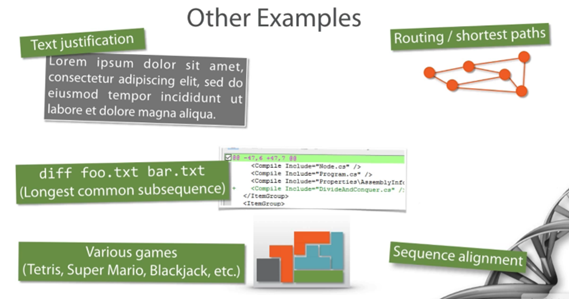 Other Examples
Text justification
Lorem ipsum dolor sit amet,
consectetur adipiscing elit, sed do
eiusmod tempor incididunt ut
labore et dolore magna aliqua.
Routing / shortest paths
diff foo.txt bar.txt
(Longest common subsequence)
@@ -47,6 +47,7 @@
<Compile Include="Node.cs" />
<Compile Include="Program.cs" />
<Compile Include="Properties\AssemblyInfo
+ <Compile Include="DivideAndConquer.cs" />
</ItemGroup>
<ItemGroup>
Various games
(Tetris, Super Mario, Blackjack, etc.)
Sequence alignment